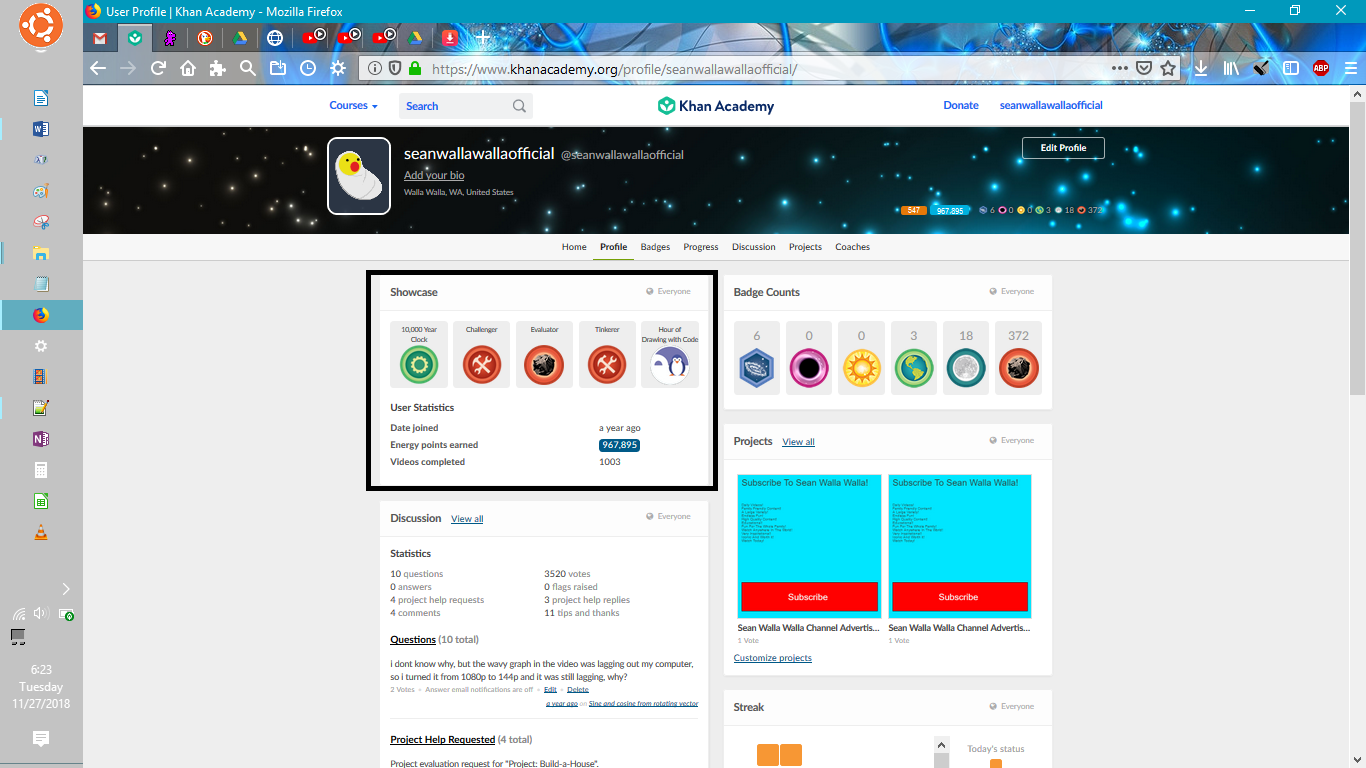 User Profile | Khan Academy - Mozilla Firefox
https://www.khanacademy.org/profile/seanwallawallaofficial/
ABP
Courses
Search
Khan Academy
Donate
seanwallawallaofficial
seanwallawallaofficial @seanwallawallaofficial
Edit Profile
Add your bio
Walla Walla, WA, United States
547 967,895 6 0 0 3 18 372
Home Profile Badges Progress Discussion Projects Coaches
Showcase
Everyone
10,000 Year Clock
Challenger
Evaluator
Tinkerer
Hour of Drawing with Code
User Statistics
Date joined a year ago
Energy points earned 967,895
Videos completed 1003
Badge Counts
Everyone
6 0 0 3 18 372
Discussion View all
Everyone
Statistics
10 questions 3520 votes
0 answers 0 flags raised
4 project help requests 3 project help replies
4 comments 11 tips and thanks
Questions (10 total)
i dont know why, but the wavy graph in the video was lagging out my computer,
so i turned it from 1080p to 144p and it was still lagging, why?
2 Votes • Answer email notifications are off • Edit • Delete
a year ago on Sine and cosine from rotating vector
Project Help Requested (4 total)
Project evaluation request for "Project: Build-a-House".
Projects View all
Everyone
Subscribe To Sean Walla Walla!
Subscribe
Sean Walla Walla Channel Advertis...
1 Vote
Subscribe To Sean Walla Walla!
Subscribe
Sean Walla Walla Channel Advertis...
1 Vote
Customize projects
Streak
Everyone
Today's status
6:23
Tuesday
11/27/2018